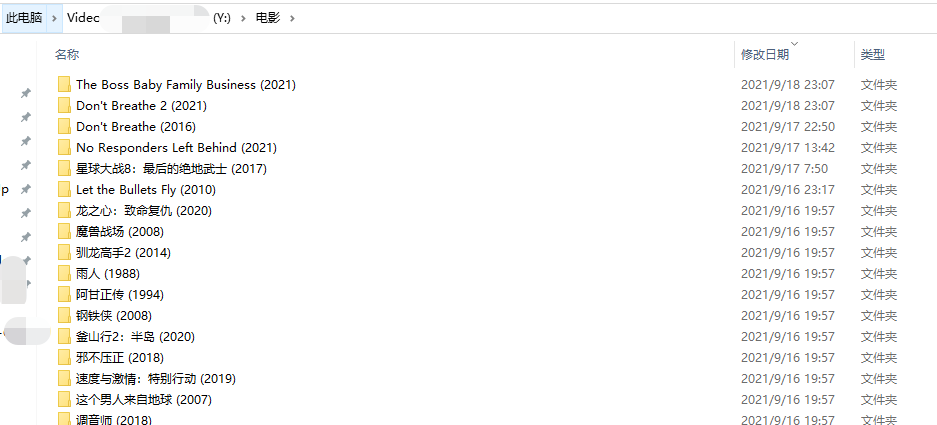 此电脑 > Videc (Y:) > 电影 >
名称 修改日期 类型
The Boss Baby Family Business (2021) 2021/9/18 23:07 文件夹
Don't Breathe 2 (2021) 2021/9/18 23:07 文件夹
Don't Breathe (2016) 2021/9/17 22:50 文件夹
No Responders Left Behind (2021) 2021/9/17 13:42 文件夹
星球大战8：最后的绝地武士 (2017) 2021/9/17 7:50 文件夹
p Let the Bullets Fly (2010) 2021/9/16 23:17 文件夹
龙之心：致命复仇 (2020) 2021/9/16 19:57 文件夹
魔兽战场 (2008) 2021/9/16 19:57 文件夹
驯龙高手2 (2014) 2021/9/16 19:57 文件夹
雨人 (1988) 2021/9/16 19:57 文件夹
阿甘正传 (1994) 2021/9/16 19:57 文件夹
钢铁侠 (2008) 2021/9/16 19:57 文件夹
釜山行2：半岛 (2020) 2021/9/16 19:57 文件夹
邪不压正 (2018) 2021/9/16 19:57 文件夹
速度与激情：特别行动 (2019) 2021/9/16 19:57 文件夹
这个男人来自地球 (2007) 2021/9/16 19:57 文件夹
调音师 (2018) 2021/9/16 19:57 文件夹